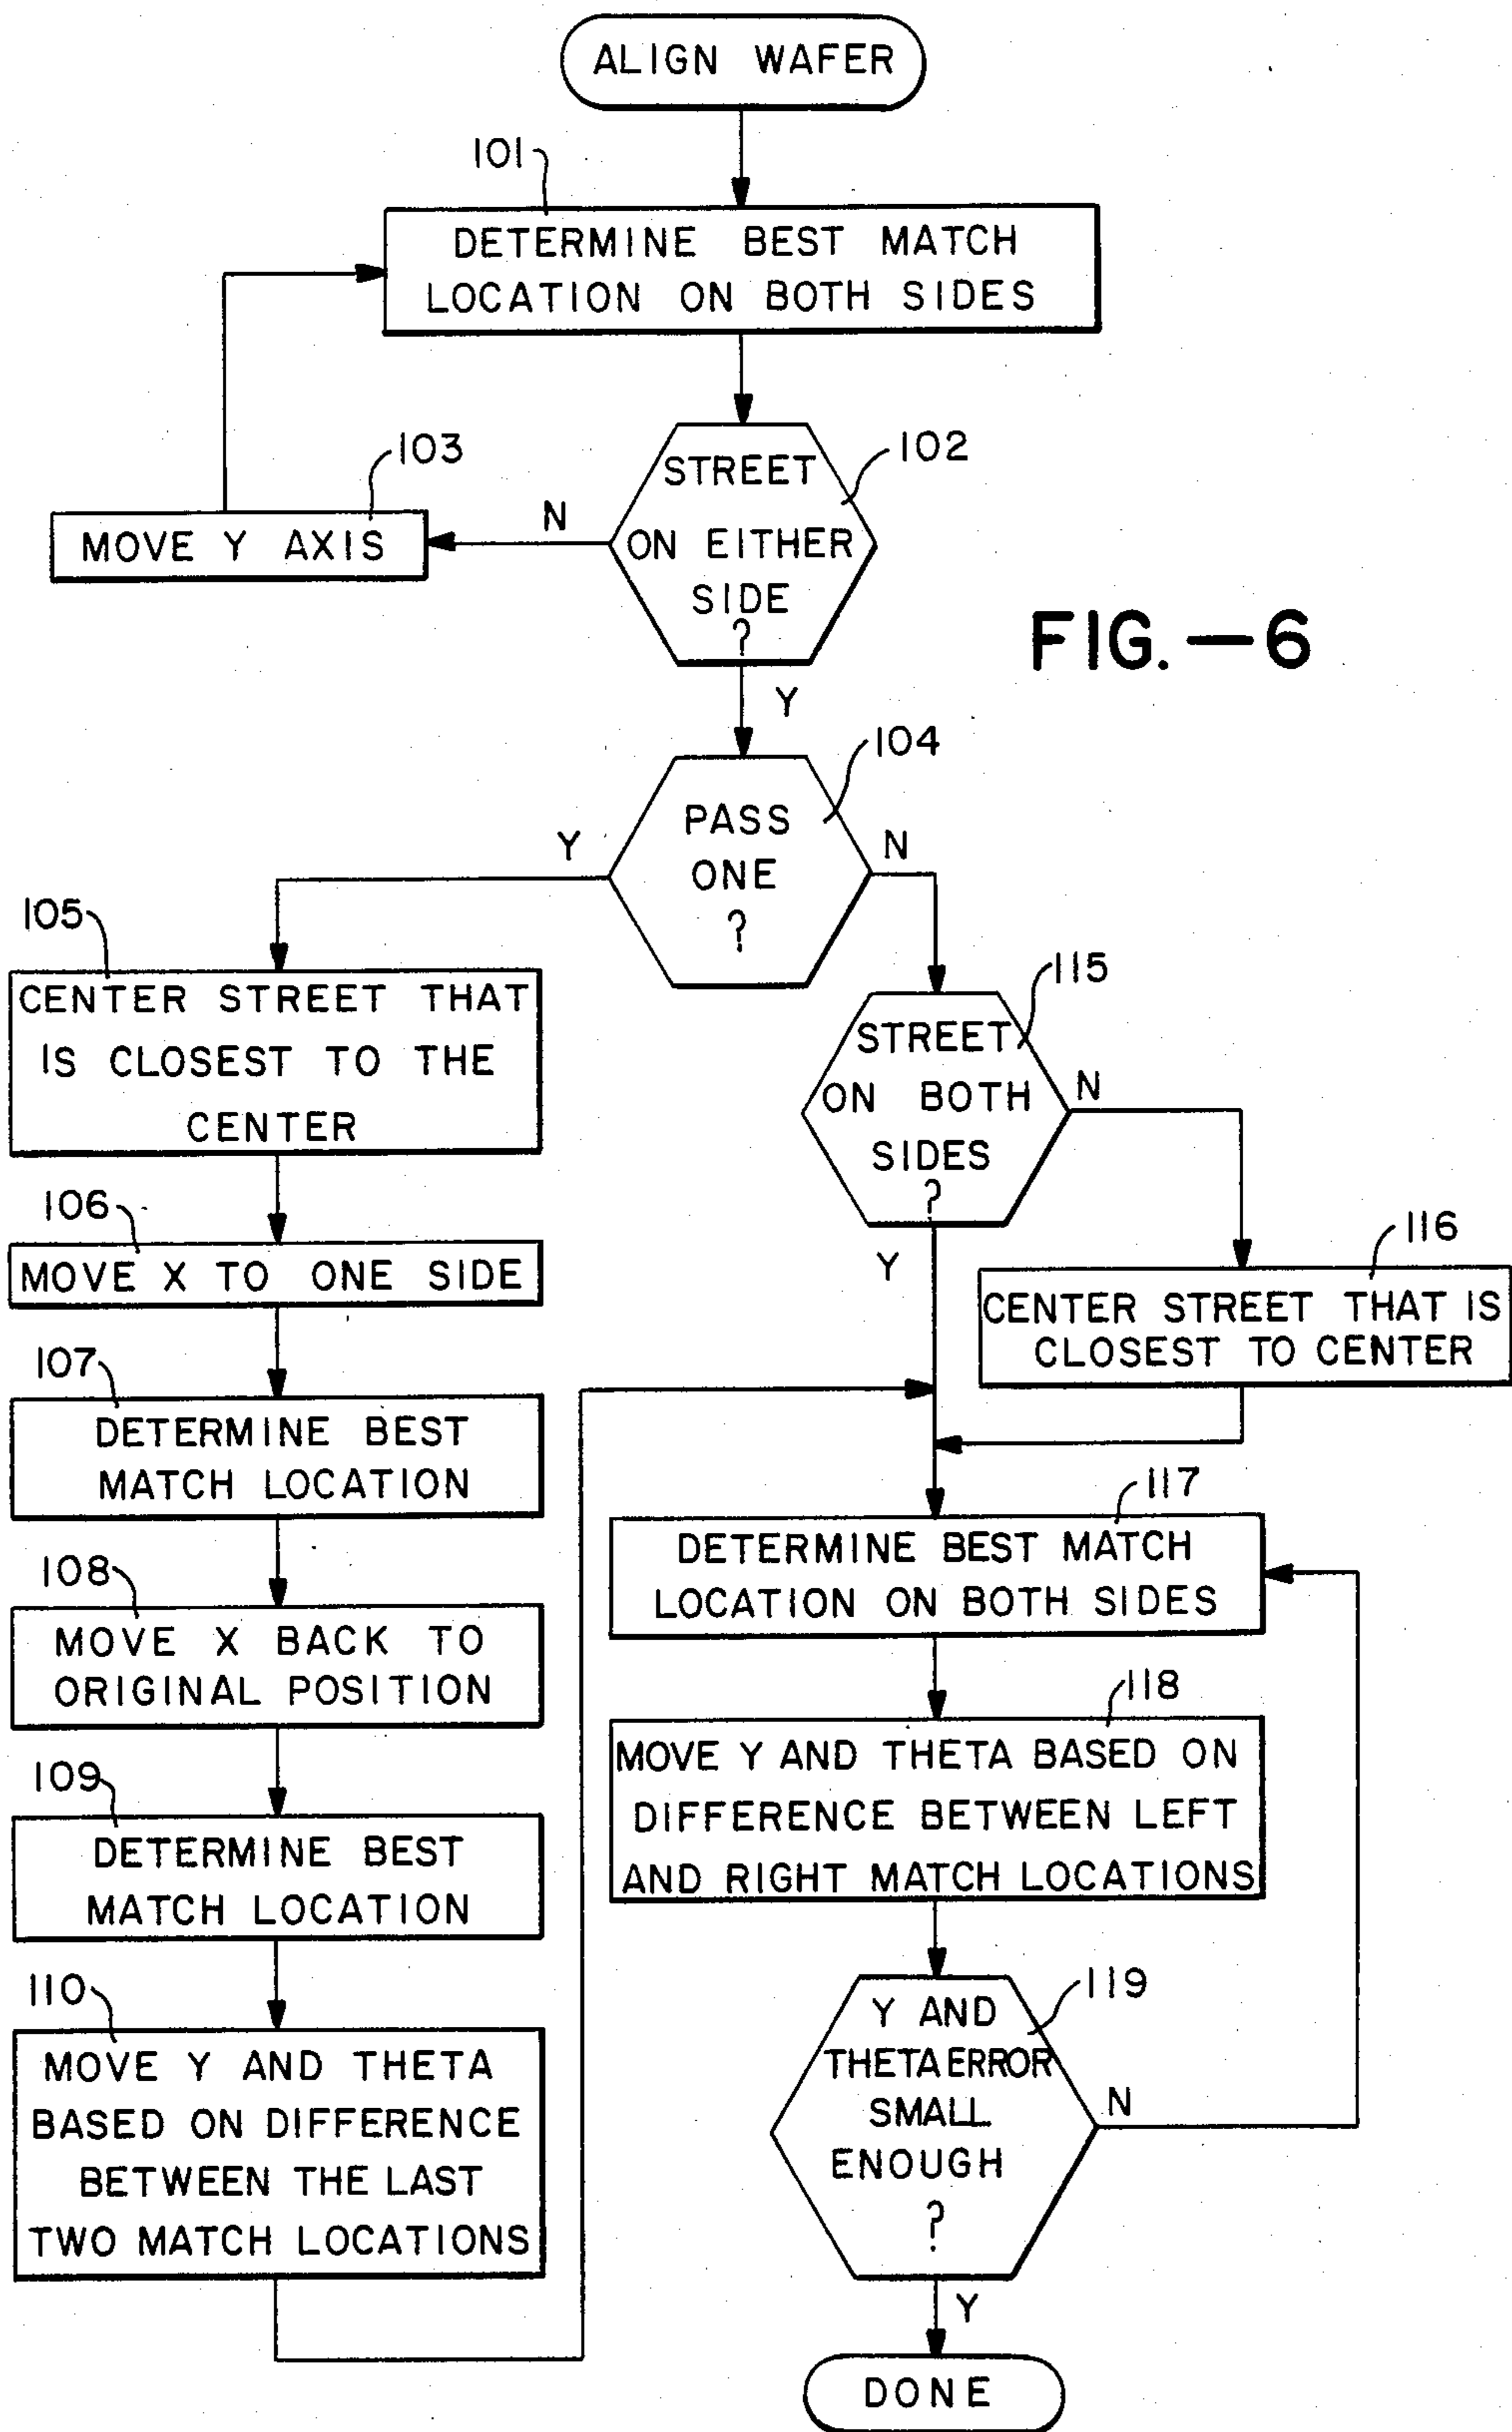 ALIGN WAFER
101
DETERMINE BEST MATCH
LOCATION ON BOTH SIDES
102
STREET
ON EITHER
SIDE
?
N
103
MOVE Y AXIS
FIG.—6
Y
104
PASS
ONE
?
Y
N
105
CENTER STREET THAT
IS CLOSEST TO THE
CENTER
106
MOVE X TO ONE SIDE
107
DETERMINE BEST
MATCH LOCATION
108
MOVE X BACK TO
ORIGINAL POSITION
109
DETERMINE BEST
MATCH LOCATION
110
MOVE Y AND THETA
BASED ON DIFFERENCE
BETWEEN THE LAST
TWO MATCH LOCATIONS
115
STREET
ON BOTH
SIDES
?
N
Y
116
CENTER STREET THAT IS
CLOSEST TO CENTER
117
DETERMINE BEST MATCH
LOCATION ON BOTH SIDES
118
MOVE Y AND THETA BASED ON
DIFFERENCE BETWEEN LEFT
AND RIGHT MATCH LOCATIONS
119
Y AND
THETA ERROR
SMALL
ENOUGH
?
N
Y
DONE